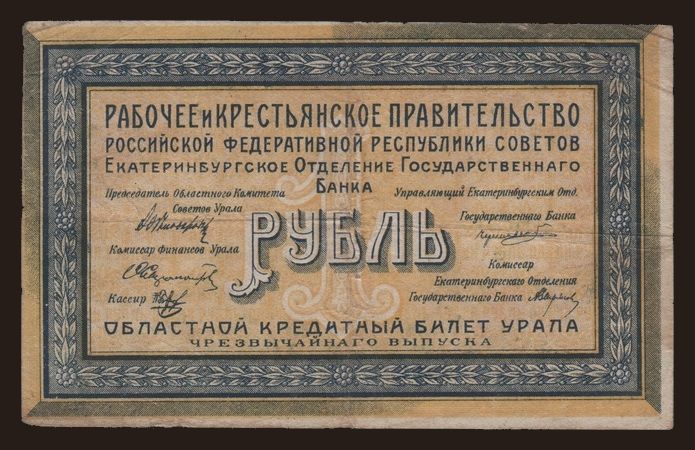 РАБОЧЕЕ и КРЕСТЬЯНСКОЕ ПРАВИТЕЛЬСТВО
РОССИЙСКОЙ ФЕДЕРАТИВНОЙ РЕСПУБЛИКИ СОВЕТОВ
ЕКАТЕРИНБУРГСКОЕ ОТДЕЛЕНИЕ ГОСУДАРСТВЕННАГО
БАНКА
Председатель Областного Комитета
Советов Урала
Комиссар Финансов Урала
Кассир
Управляющий Екатеринбургским Отд.
Государственнаго Банка
Комиссар
Екатеринбургского Отделения
Государственнаго Банка
1
РУБЛЬ
ОБЛАСТНОЙ КРЕДИТНЫЙ БИЛЕТ УРАЛА
ЧРЕЗВЫЧАЙНАГО ВЫПУСКА